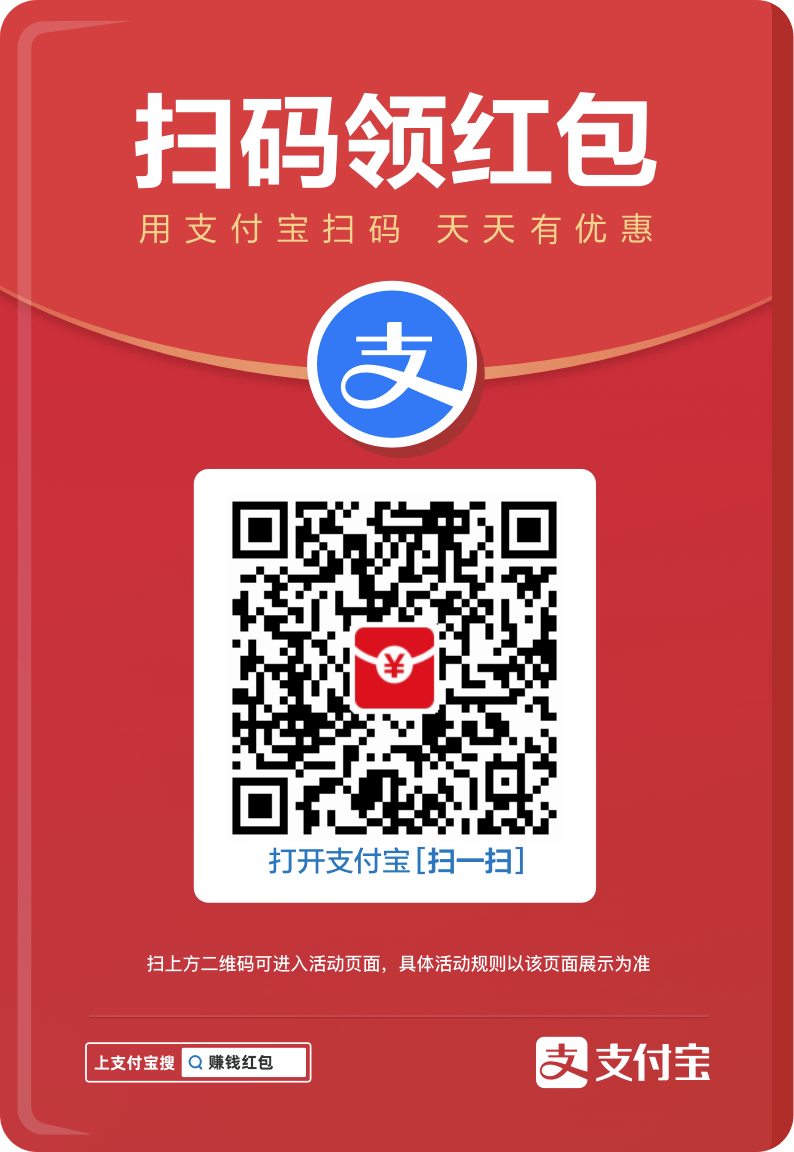 扫码领红包
用支付宝扫码 天天有优惠
支
¥
打开支付宝[扫一扫]
扫上方二维码可进入活动页面，具体活动规则以该页面展示为准
上支付宝搜 赚钱红包
支 支付宝